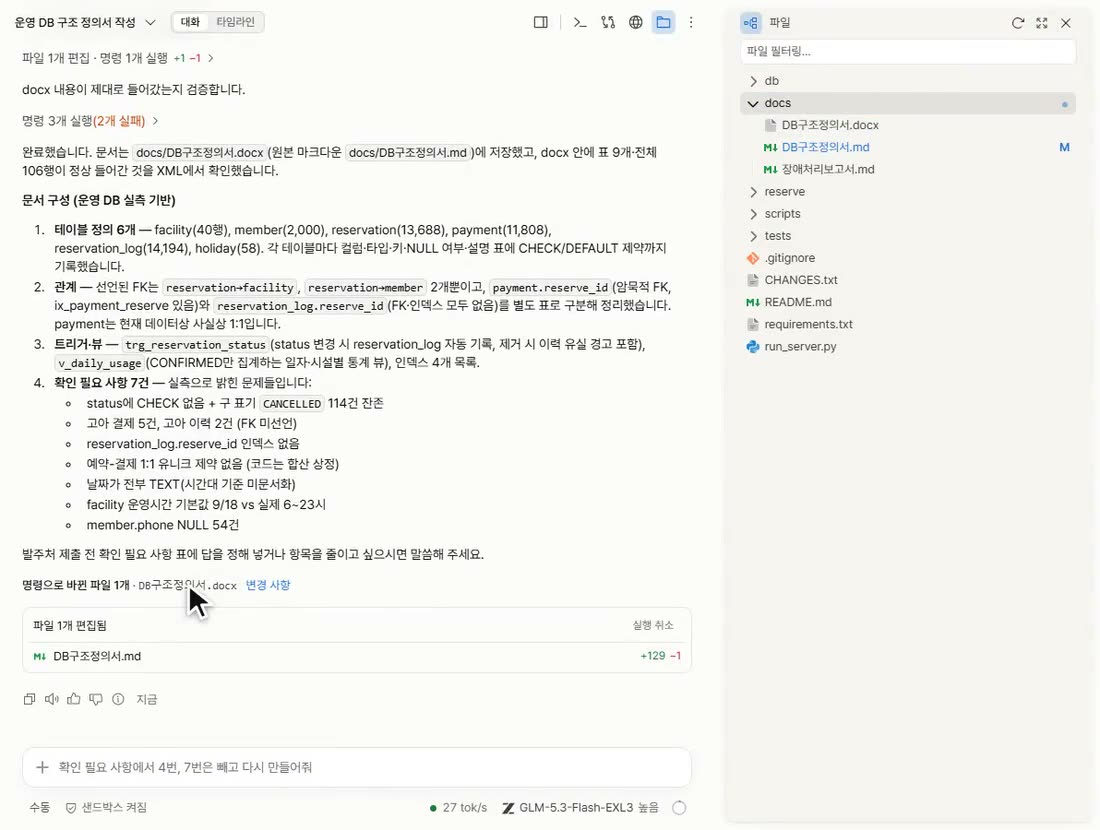 운영 DB 구조 정의서 작성
대화
타임라인
파일 1개 편집 · 명령 1개 실행 +1 −1
docx 내용이 제대로 들어갔는지 검증합니다.
명령 3개 실행(2개 실패)
완료했습니다. 문서는 docs/DB구조정의서.docx (원본 마크다운 docs/DB구조정의서.md )에 저장했고, docx 안에 표 9개·전체
106행이 정상 들어간 것을 XML에서 확인했습니다.
문서 구성 (운영 DB 실측 기반)
1. 테이블 정의 6개 — facility(40행), member(2,000), reservation(13,688), payment(11,808),
reservation_log(14,194), holiday(58). 각 테이블마다 컬럼·타입·키·NULL 여부·설명 표에 CHECK/DEFAULT 제약까지
기록했습니다.
2. 관계 — 선언된 FK는 reservation→facility , reservation→member 2개뿐이고, payment.reserve_id (암묵적 FK,
ix_payment_reserve 있음)와 reservation_log.reserve_id (FK·인덱스 모두 없음)를 별도 표로 구분해 정리했습니다.
payment는 현재 데이터상 사실상 1:1입니다.
3. 트리거·뷰 — trg_reservation_status (status 변경 시 reservation_log 자동 기록, 제거 시 이력 유실 경고 포함),
v_daily_usage (CONFIRMED만 집계하는 일자·시설별 통계 뷰), 인덱스 4개 목록.
4. 확인 필요 사항 7건 — 실측으로 밝힌 문제들입니다:
status에 CHECK 없음 + 구 표기 CANCELLED 114건 잔존
고아 결제 5건, 고아 이력 2건 (FK 미선언)
reservation_log.reserve_id 인덱스 없음
예약-결제 1:1 유니크 제약 없음 (코드는 합산 상정)
날짜가 전부 TEXT(시간대 기준 미문서화)
facility 운영시간 기본값 9/18 vs 실제 6~23시
member.phone NULL 54건
발주처 제출 전 확인 필요 사항 표에 답을 정해 넣거나 항목을 줄이고 싶으시면 말씀해 주세요.
명령으로 바뀐 파일 1개 · DB구조정의서.docx 변경 사항
파일 1개 편집됨
실행 취소
DB구조정의서.md
+129 −1
지금
확인 필요 사항에서 4번, 7번은 빼고 다시 만들어줘
수동
샌드박스 켜짐
27 tok/s
GLM-5.3-Flash-EXL3 높음
파일
파일 필터링...
db
docs
DB구조정의서.docx
DB구조정의서.md M
장애처리보고서.md
reserve
scripts
tests
.gitignore
CHANGES.txt
README.md
requirements.txt
run_server.py